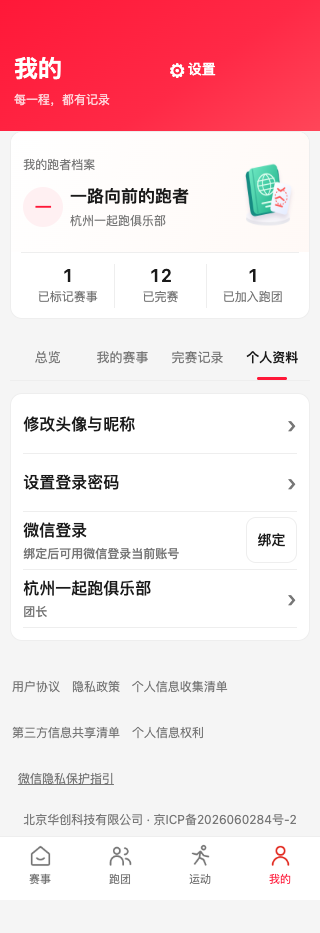 我的
设置
每一程，都有记录
我的跑者档案
一路向前的跑者
杭州一起跑俱乐部
1
已标记赛事
12
已完赛
1
已加入跑团
总览
我的赛事
完赛记录
个人资料
修改头像与昵称
设置登录密码
微信登录
绑定后可用微信登录当前账号
绑定
杭州一起跑俱乐部
团长
用户协议 隐私政策 个人信息收集清单
第三方信息共享清单 个人信息权利
微信隐私保护指引
北京华创科技有限公司 · 京ICP备2026060284号-2
赛事
跑团
运动
我的